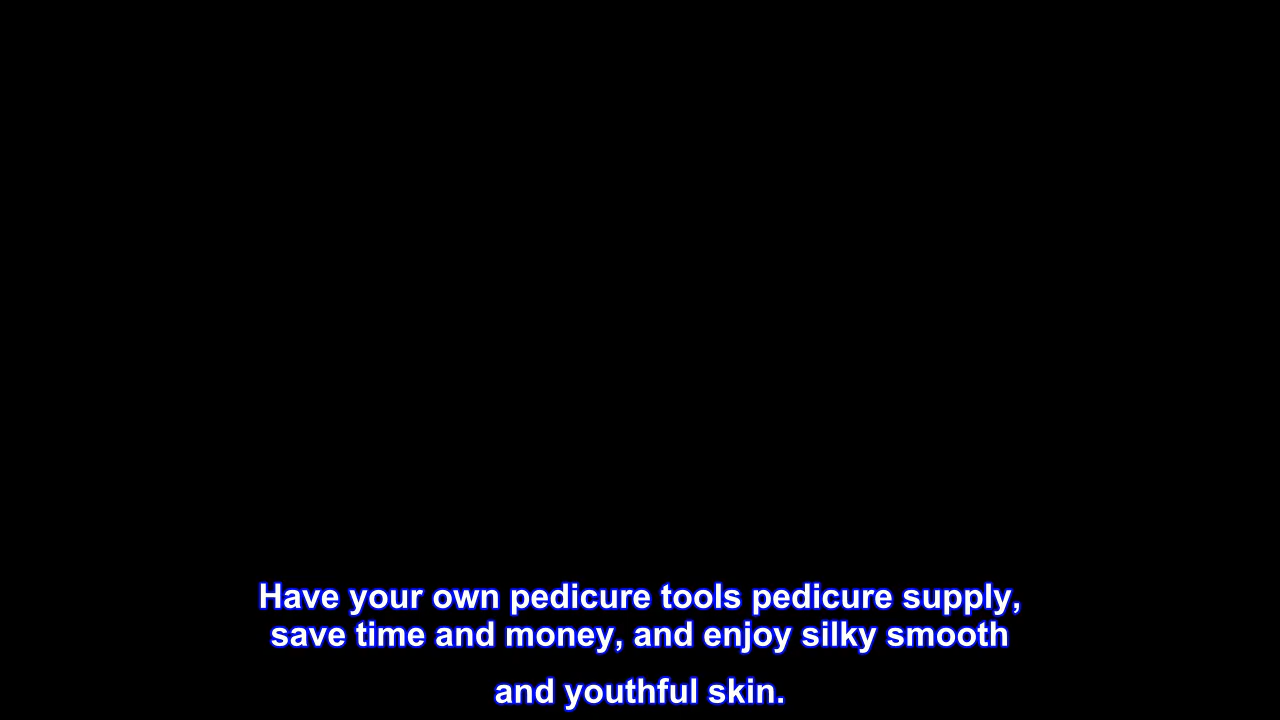 Have your own pedicure tools pedicure supply,
save time and money, and enjoy silky smooth
and youthful skin.